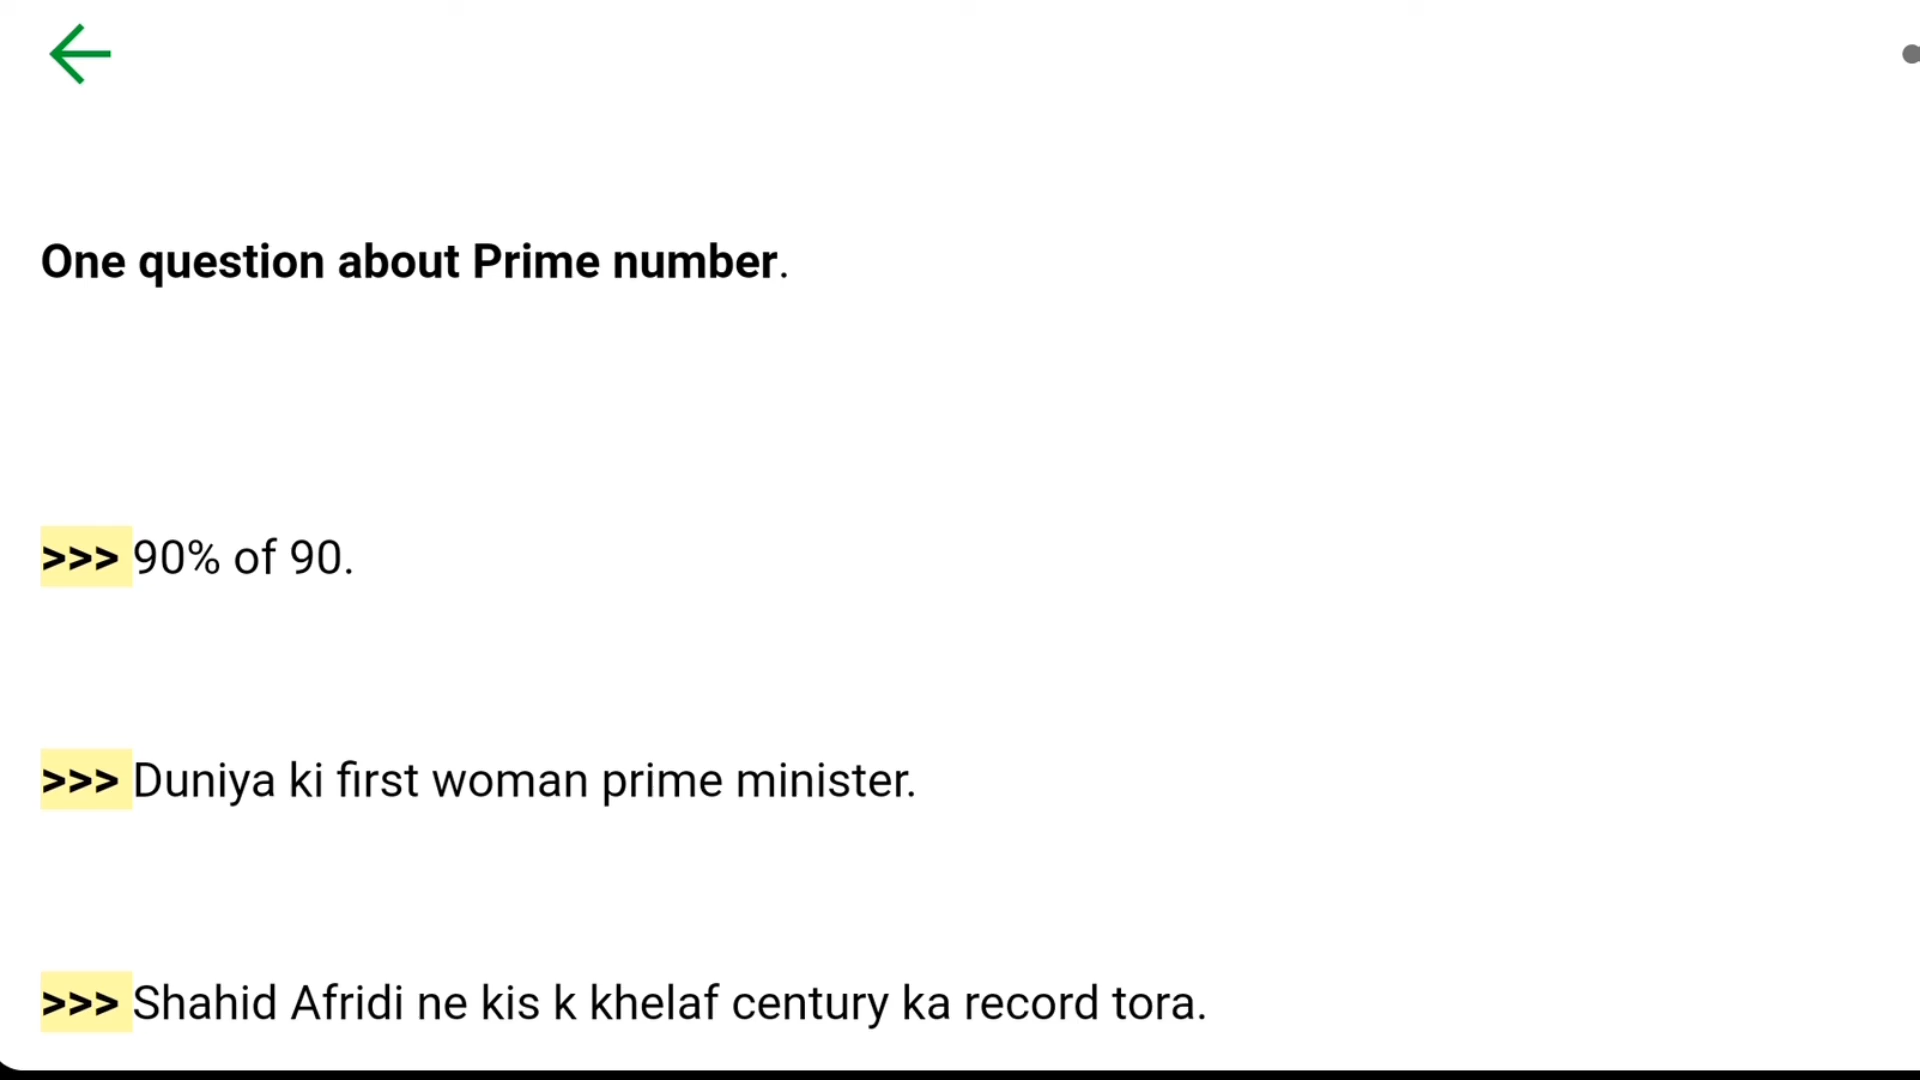 One question about Prime number.
>>> 90% of 90.
>>> Duniya ki first woman prime minister.
>>> Shahid Afridi ne kis k khelaf century ka record tora.